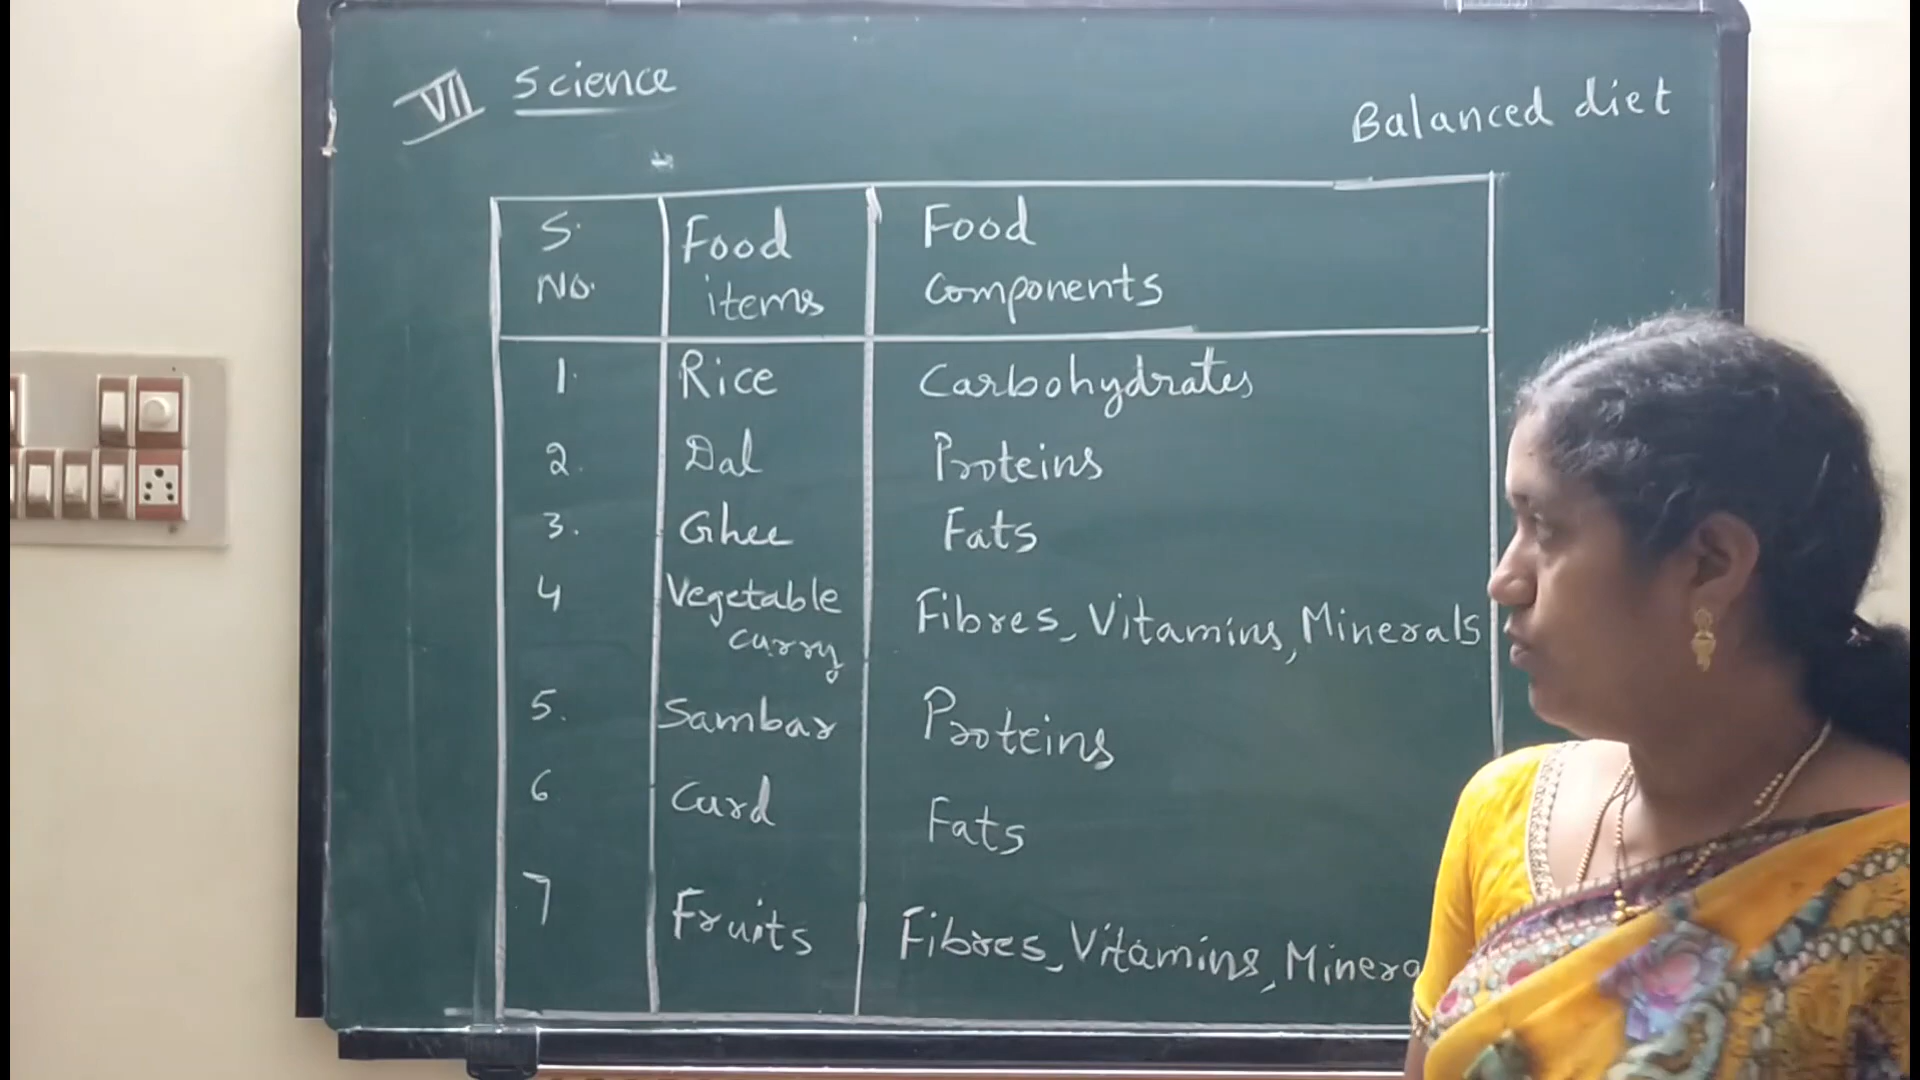 VII Science
Balanced diet
S. Food Food
No. items Components
1. Rice Carbohydrates
2. Dal Proteins
3. Ghee Fats
4 Vegetable curry Fibres, Vitamins, Minerals
5. Sambar Proteins
6 Curd Fats
7 Fruits Fibres, Vitamins, Minera